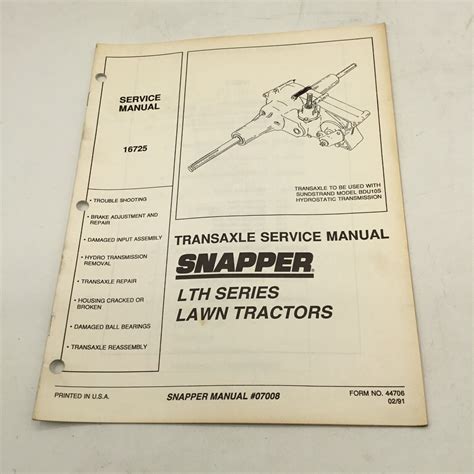 SERVICE
MANUAL
16725
• TROUBLE SHOOTING
• BRAKE ADJUSTMENT AND
REPAIR
• DAMAGED INPUT ASSEMBLY
• HYDRO TRANSMISSION
REMOVAL
• TRANSAXLE REPAIR
• HOUSING CRACKED OR
BROKEN
• DAMAGED BALL BEARINGS
• TRANSAXLE REASSEMBLY
TRANSAXLE TO BE USED WITH
SUNDSTRAND MODEL BDU10S
HYDROSTATIC TRANSMISSION
TRANSAXLE SERVICE MANUAL
SNAPPER®
LTH SERIES
LAWN TRACTORS
PRINTED IN U.S.A.
SNAPPER MANUAL #07008
FORM NO. 44706
02/91